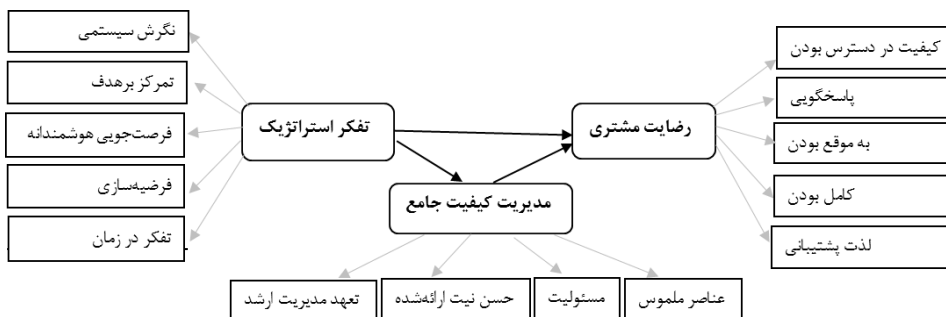 کیفیت در دسترس بودن
پاسخگویی
به موقع بودن
کامل بودن
لذت پشتیبانی
رضایت مشتری
تفکر استراتژیک
مدیریت کیفیت جامع
نگرش سیستمی
تمرکز برهدف
فرصت‌جویی هوشمندانه
فرضیه‌سازی
تفکر در زمان
عناصر ملموس
مسئولیت
حسن نیت ارائه‌شده
تعهد مدیریت ارشد